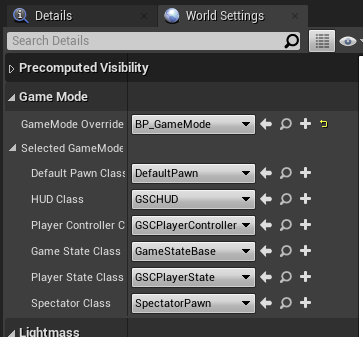 Details World Settings
Search Details
Precomputed Visibility
Game Mode
GameMode Override BP_GameMode
Selected GameMode
Default Pawn Class DefaultPawn
HUD Class GSCHUD
Player Controller C GSCPlayerController
Game State Class GameStateBase
Player State Class GSCPlayerState
Spectator Class SpectatorPawn
Lightmass